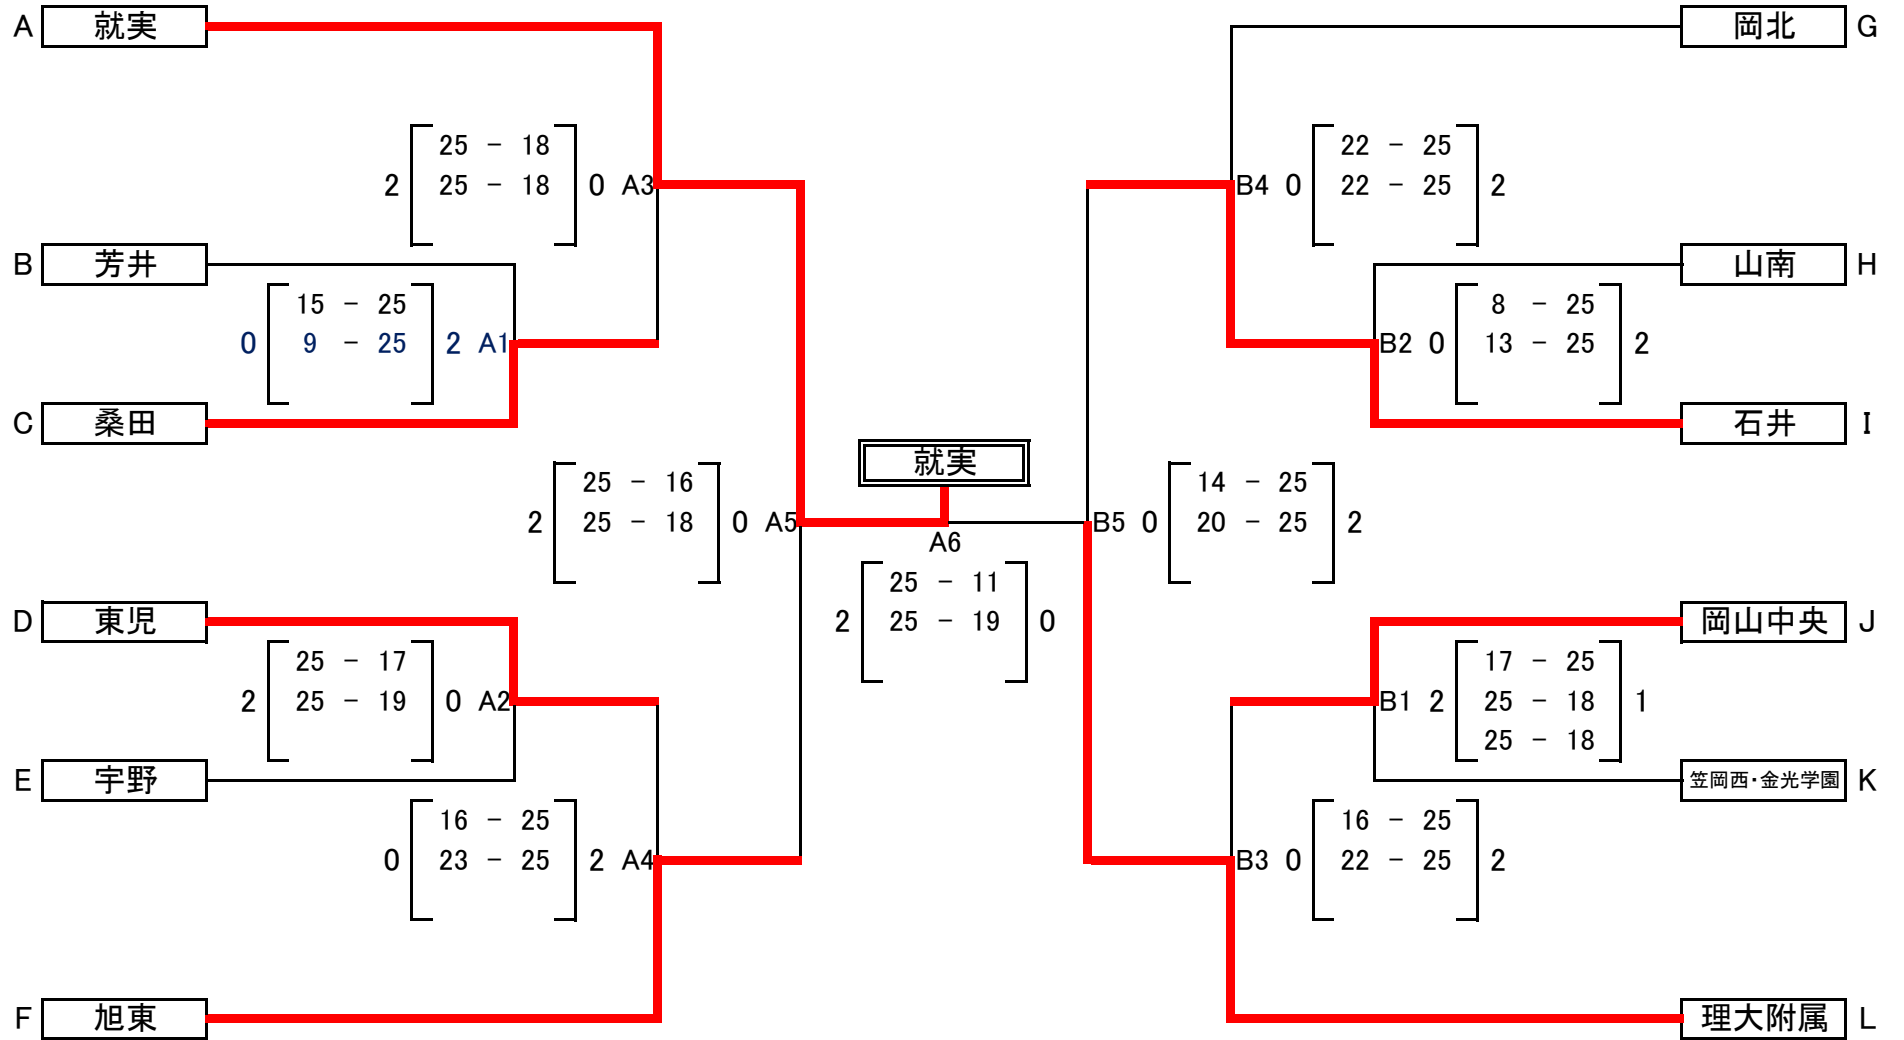 A 就実
岡北 G
25 - 18
2 25 - 18 0 A3
22 - 25
B4 0 22 - 25 2
B 芳井
山南 H
15 - 25
0 9 - 25 2 A1
8 - 25
B2 0 13 - 25 2
C 桑田
石井 I
就実
25 - 16
2 25 - 18 0 A5
14 - 25
B5 0 20 - 25 2
A6
25 - 11
2 25 - 19 0
D 東児
岡山中央 J
25 - 17
2 25 - 19 0 A2
17 - 25
B1 2 25 - 18 1
25 - 18
E 宇野
笠岡西・金光学園 K
16 - 25
0 23 - 25 2 A4
16 - 25
B3 0 22 - 25 2
F 旭東
理大附属 L